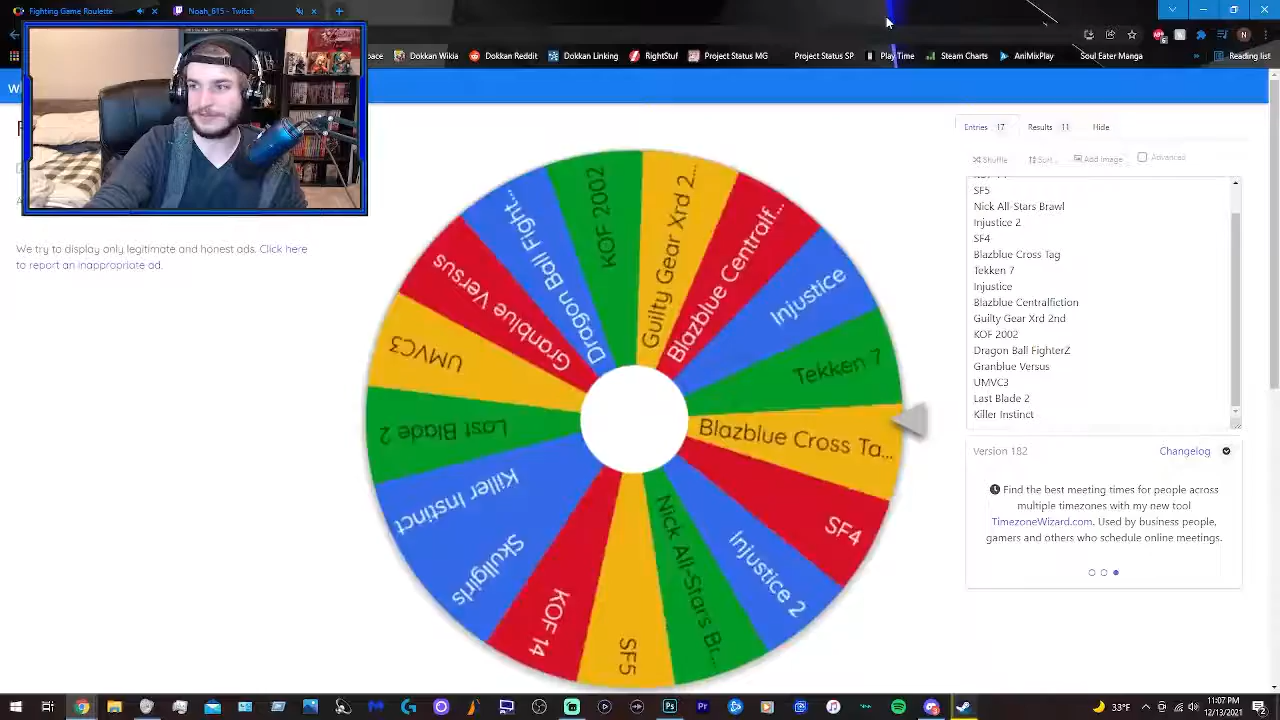 Fighting Game Roulette
Noah_615 - Twitch
Space
Dokkan Wikia
Dokkan Reddit
Dokkan Linking
RightStuf
Project Status MG
Project Status SP
Play
Steam Charts
AniMixPlay
Soul Eater Manga
Reading list
We try to display only legitimate and honest ads. Click here
to report an inappropriate ad.
KOF 2002
Guilty Gear Xrd 2...
Blazblue Centralf...
Injustice
Tekken 7
Blazblue Cross Ta...
SF4
Injustice 2
Nick All-Stars Br...
SF5
KOF 14
Skullgirls
Killer Instinct
Last Blade 2
UMVC3
Granblue Versus
Dragon Ball Fight...
Entries 17
Results 11
Hide
Shuffle
Sort
Add Image
Advanced
SF5
Nick All-Stars Brawl
Injustice 2
SF4
Blazblue Cross Tag
Tekken 7
Injustice
Blazblue Centralfiction
Guilty Gear Xrd 2nd
KOF 2002
Dragon Ball FighterZ
Granblue Versus
UMVC3
Last Blade 2
Killer Instinct
Version 182
Changelog
Find the best meeting times for people across
multiple timezones with my new tool
TimezoneWizard.com. Used by business people,
gamers and others who schedule online meetings.
33°F
11:07 PM
12/13/2021